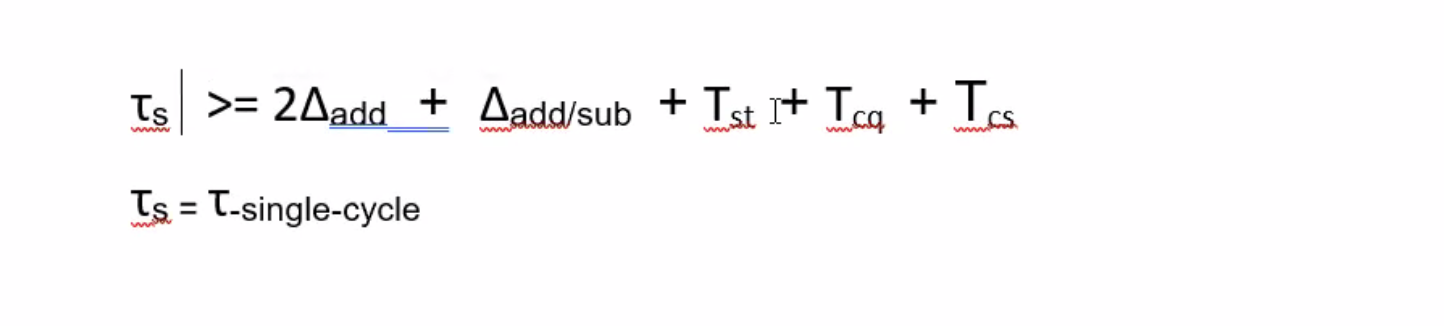 τs >= 2Δadd + Δadd/sub + Tst + Tcq + Tcs
τs = τ-single-cycle